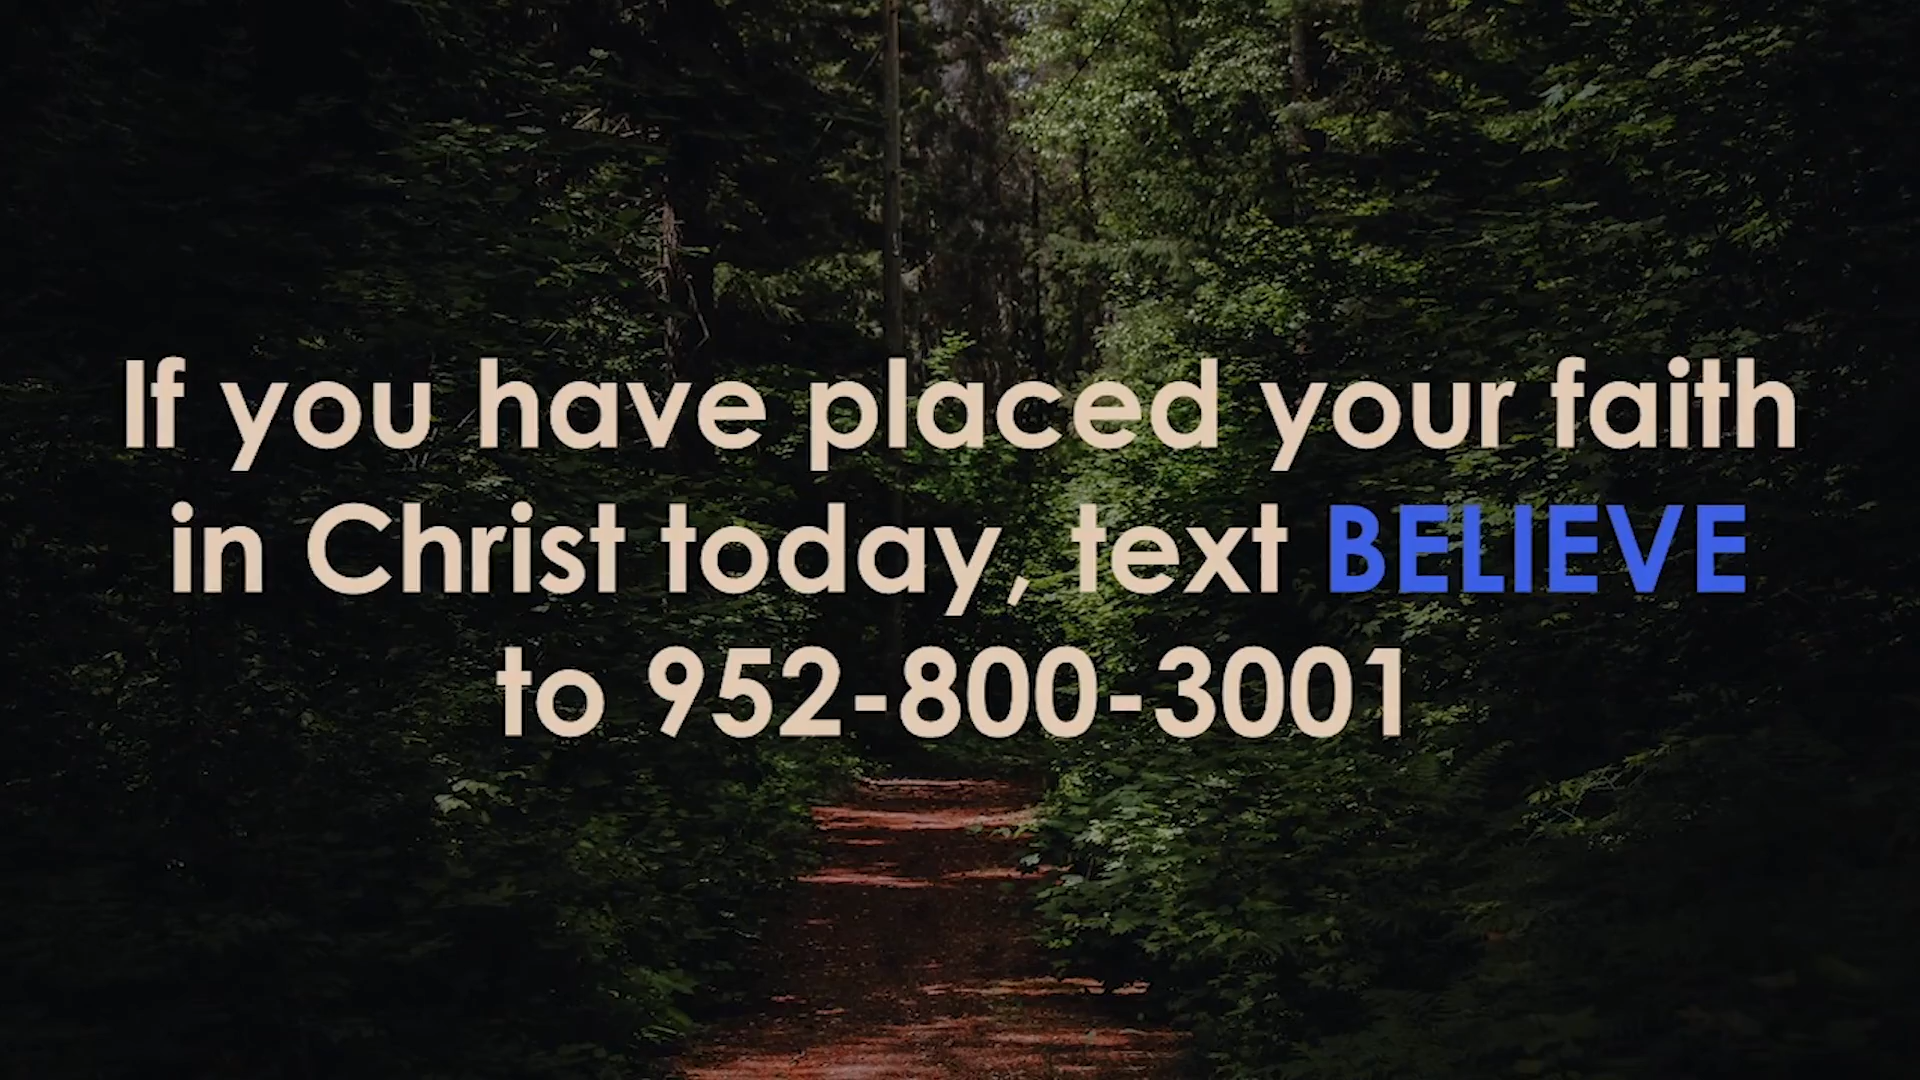 If you have placed your faith
in Christ today, text BELIEVE
to 952-800-3001